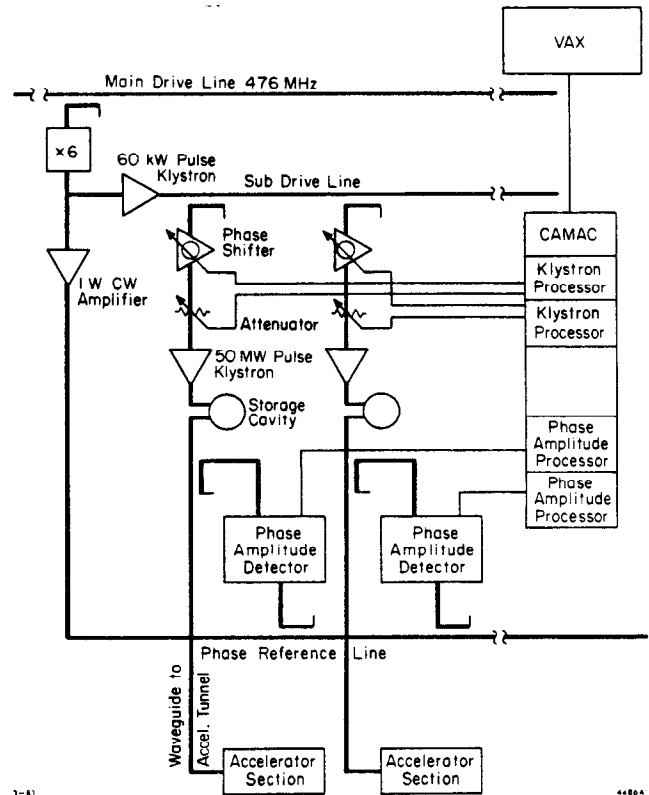 VAX
Main Drive Line 476 MHz
x6
60 kW Pulse
Klystron
Sub Drive Line
CAMAC
Phase
Shifter
Klystron
Processor
1 W CW
Amplifier
Attenuator
Klystron
Processor
50 MW Pulse
Klystron
Storage
Cavity
Phase
Amplitude
Processor
Phase
Amplitude
Processor
Phase
Amplitude
Detector
Phase
Amplitude
Detector
Phase Reference Line
Waveguide to
Accel. Tunnel
Accelerator
Section
Accelerator
Section